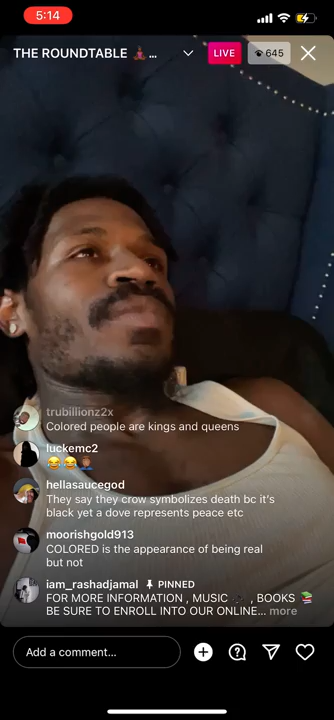 5:14
THE ROUNDTABLE 🧘🏾‍♂️...
LIVE
645
trubillionz2x
Colored people are kings and queens
luckemc2
😂😂🤦🏾‍♂️
hellasaucegod
They say they crow symbolizes death bc it's
black yet a dove represents peace etc
moorishgold913
COLORED is the appearance of being real
but not
iam_rashadjamal PINNED
FOR MORE INFORMATION , MUSIC , BOOKS 📚
BE SURE TO ENROLL INTO OUR ONLINE... more
Add a comment...